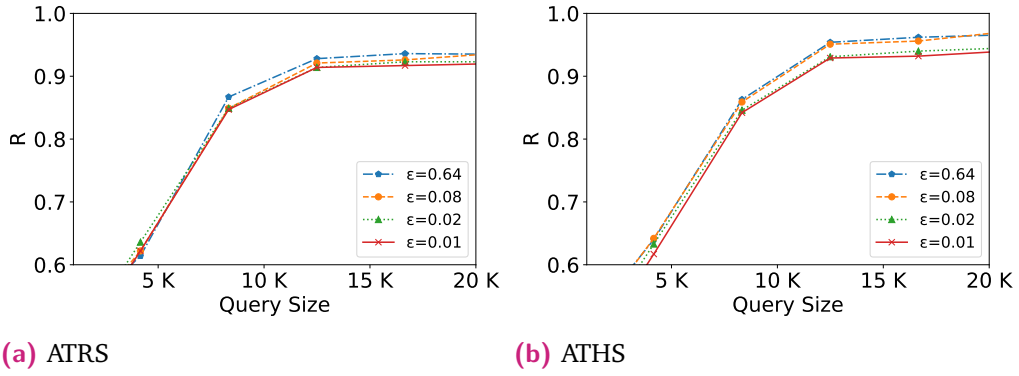 1.0
0.9
0.8
0.7
0.6
R
5 K
10 K
15 K
20 K
Query Size
ε=0.64
ε=0.08
ε=0.02
ε=0.01
(a) ATRS
1.0
0.9
0.8
0.7
0.6
R
5 K
10 K
15 K
20 K
Query Size
ε=0.64
ε=0.08
ε=0.02
ε=0.01
(b) ATHS